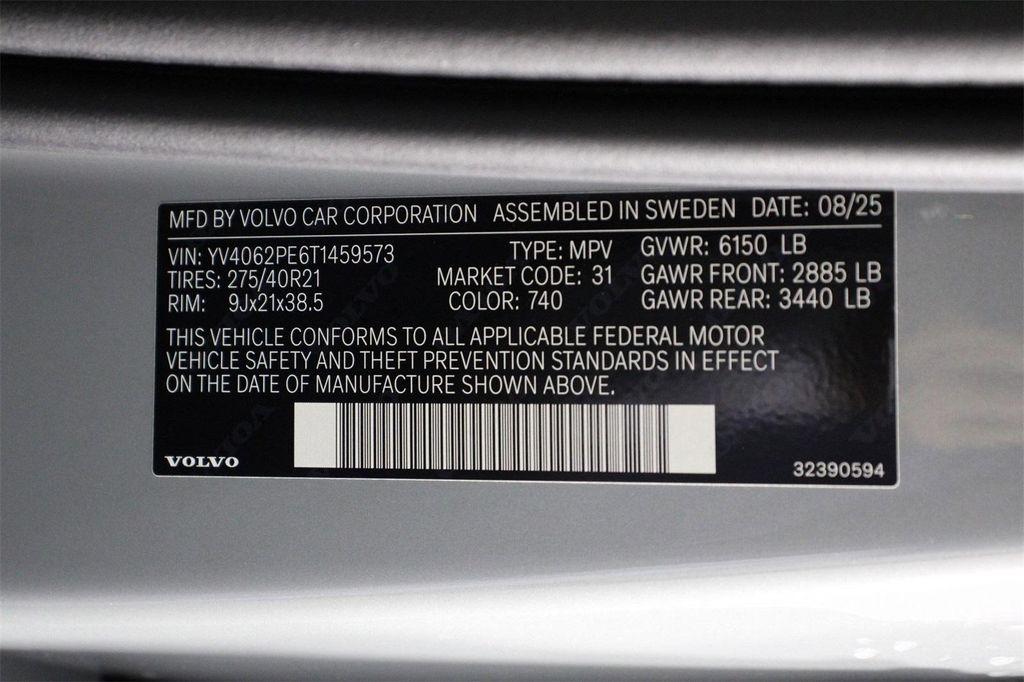 MFD BY VOLVO CAR CORPORATION ASSEMBLED IN SWEDEN DATE: 08/25
VIN: YV4062PE6T1459573 TYPE: MPV GVWR: 6150 LB
TIRES: 275/40R21 MARKET CODE: 31 GAWR FRONT: 2885 LB
RIM: 9Jx21x38.5 COLOR: 740 GAWR REAR: 3440 LB
THIS VEHICLE CONFORMS TO ALL APPLICABLE FEDERAL MOTOR
VEHICLE SAFETY AND THEFT PREVENTION STANDARDS IN EFFECT
ON THE DATE OF MANUFACTURE SHOWN ABOVE.
VOLVO 32390594